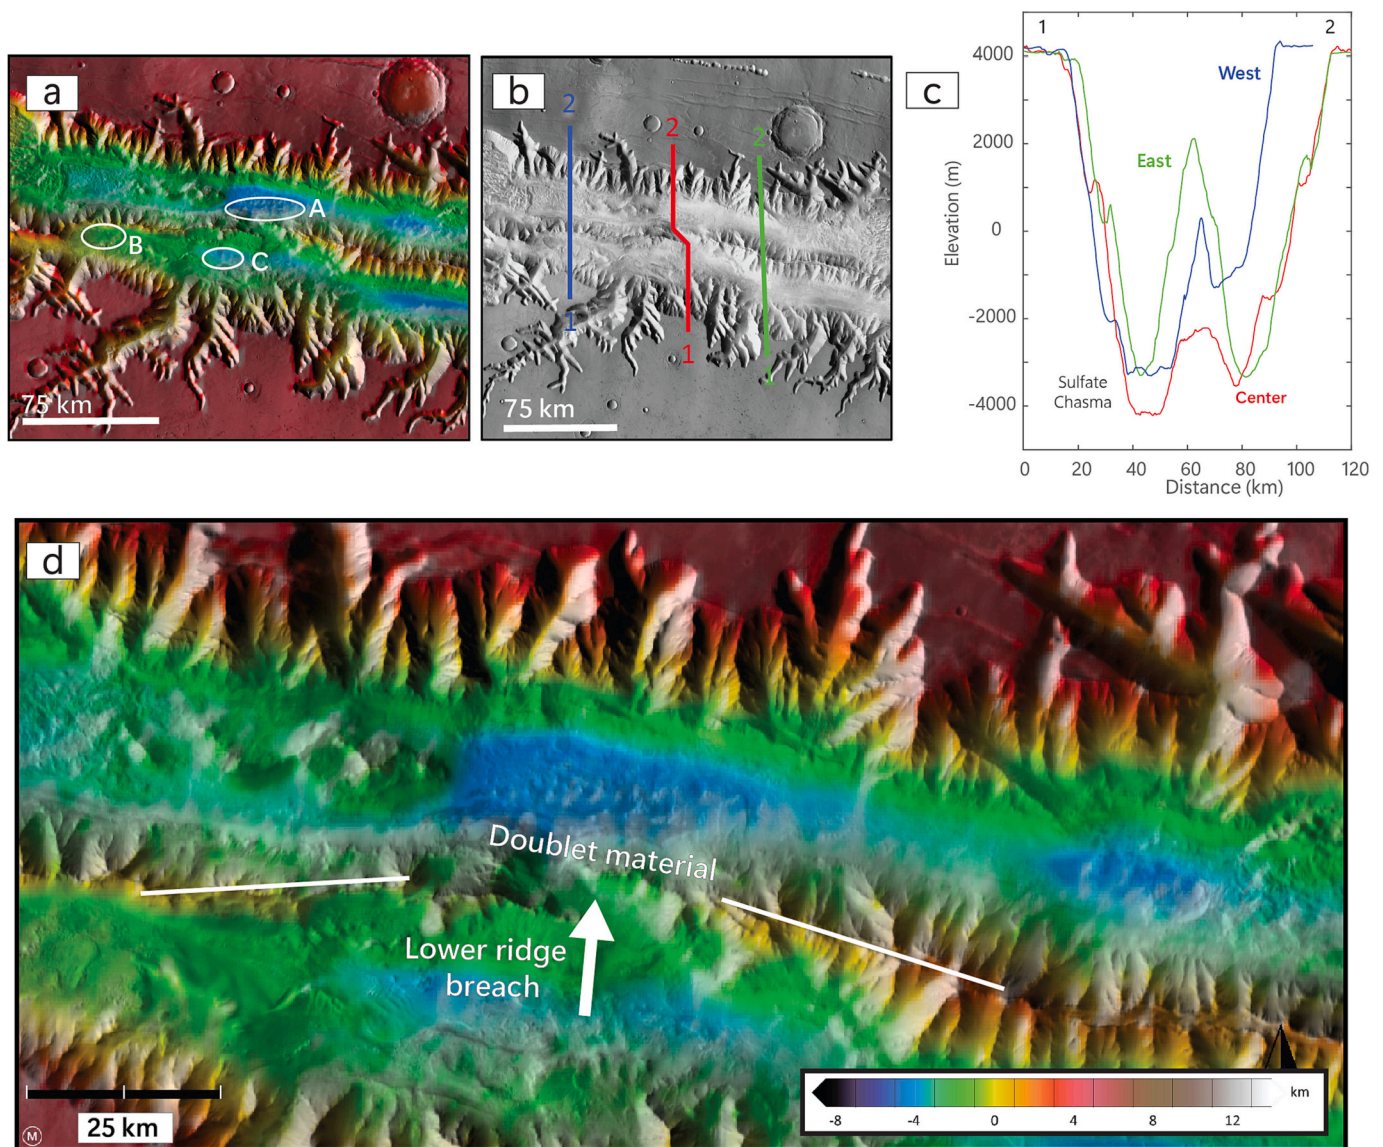 a
A
B
C
75 km
b
2
2
2
1
1
1
75 km
c
1
2
West
East
Center
Sulfate
Chasma
4000
2000
0
-2000
-4000
Elevation (m)
0 20 40 60 80 100 120
Distance (km)
d
Doublet material
Lower ridge
breach
25 km
M
km
-8 -4 0 4 8 12